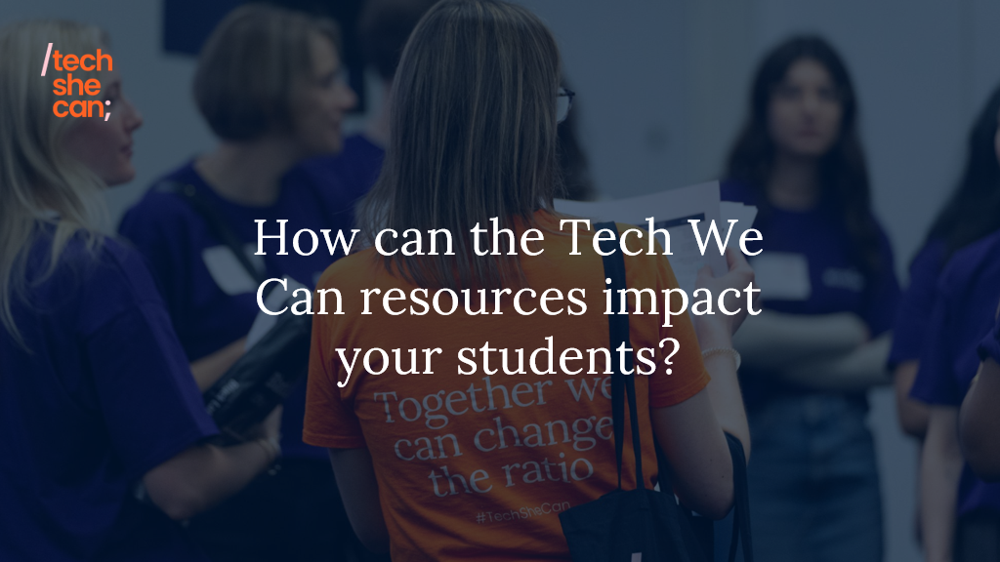 /tech
she
can;
How can the Tech We
Can resources impact
your students?
Together we
can change
the ratio
#TechSheCan